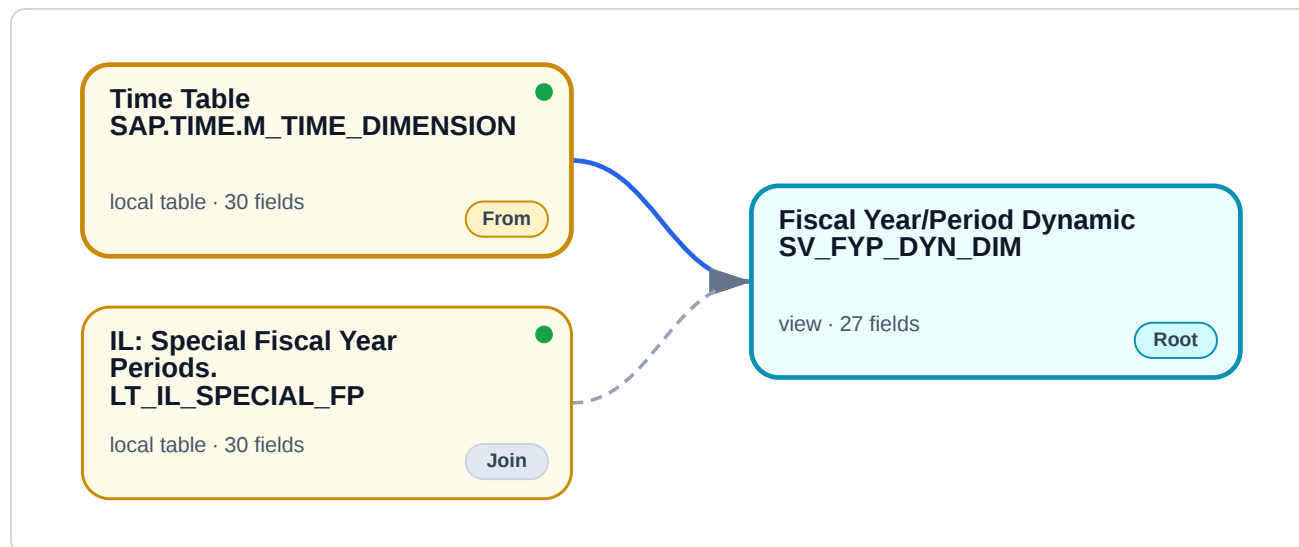 Time Table
SAP.TIME.M_TIME_DIMENSION
local table · 30 fields
From
IL: Special Fiscal Year
Periods.
LT_IL_SPECIAL_FP
local table · 30 fields
Join
Fiscal Year/Period Dynamic
SV_FYP_DYN_DIM
view · 27 fields
Root